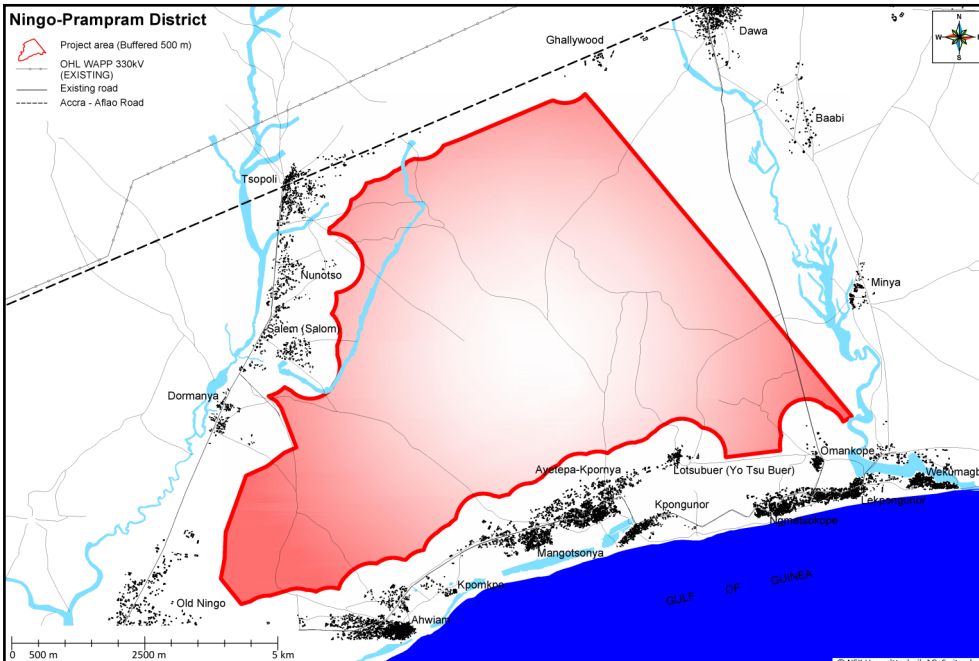 Ningo-Prampram District
Project area (Buffered 500 m)
OHL WAPP 330kV
(EXISTING)
Existing road
Accra - Aflao Road
N
W
S
Ghallywood
Dawa
Baabi
Tsopoli
Nunotso
Minya
Salem (Salom)
Dormanya
Omankope
Ayetepa-Kpornya
Lotsubuer (Yo Tsu Buer)
Wekumagb
Kpongunor
Lekpongunor
Ngmetsokope
Mangotsonya
GULF OF GUINEA
Kpomkpo
Old Ningo
Ahwiam
0 500 m 2500 m 5 km